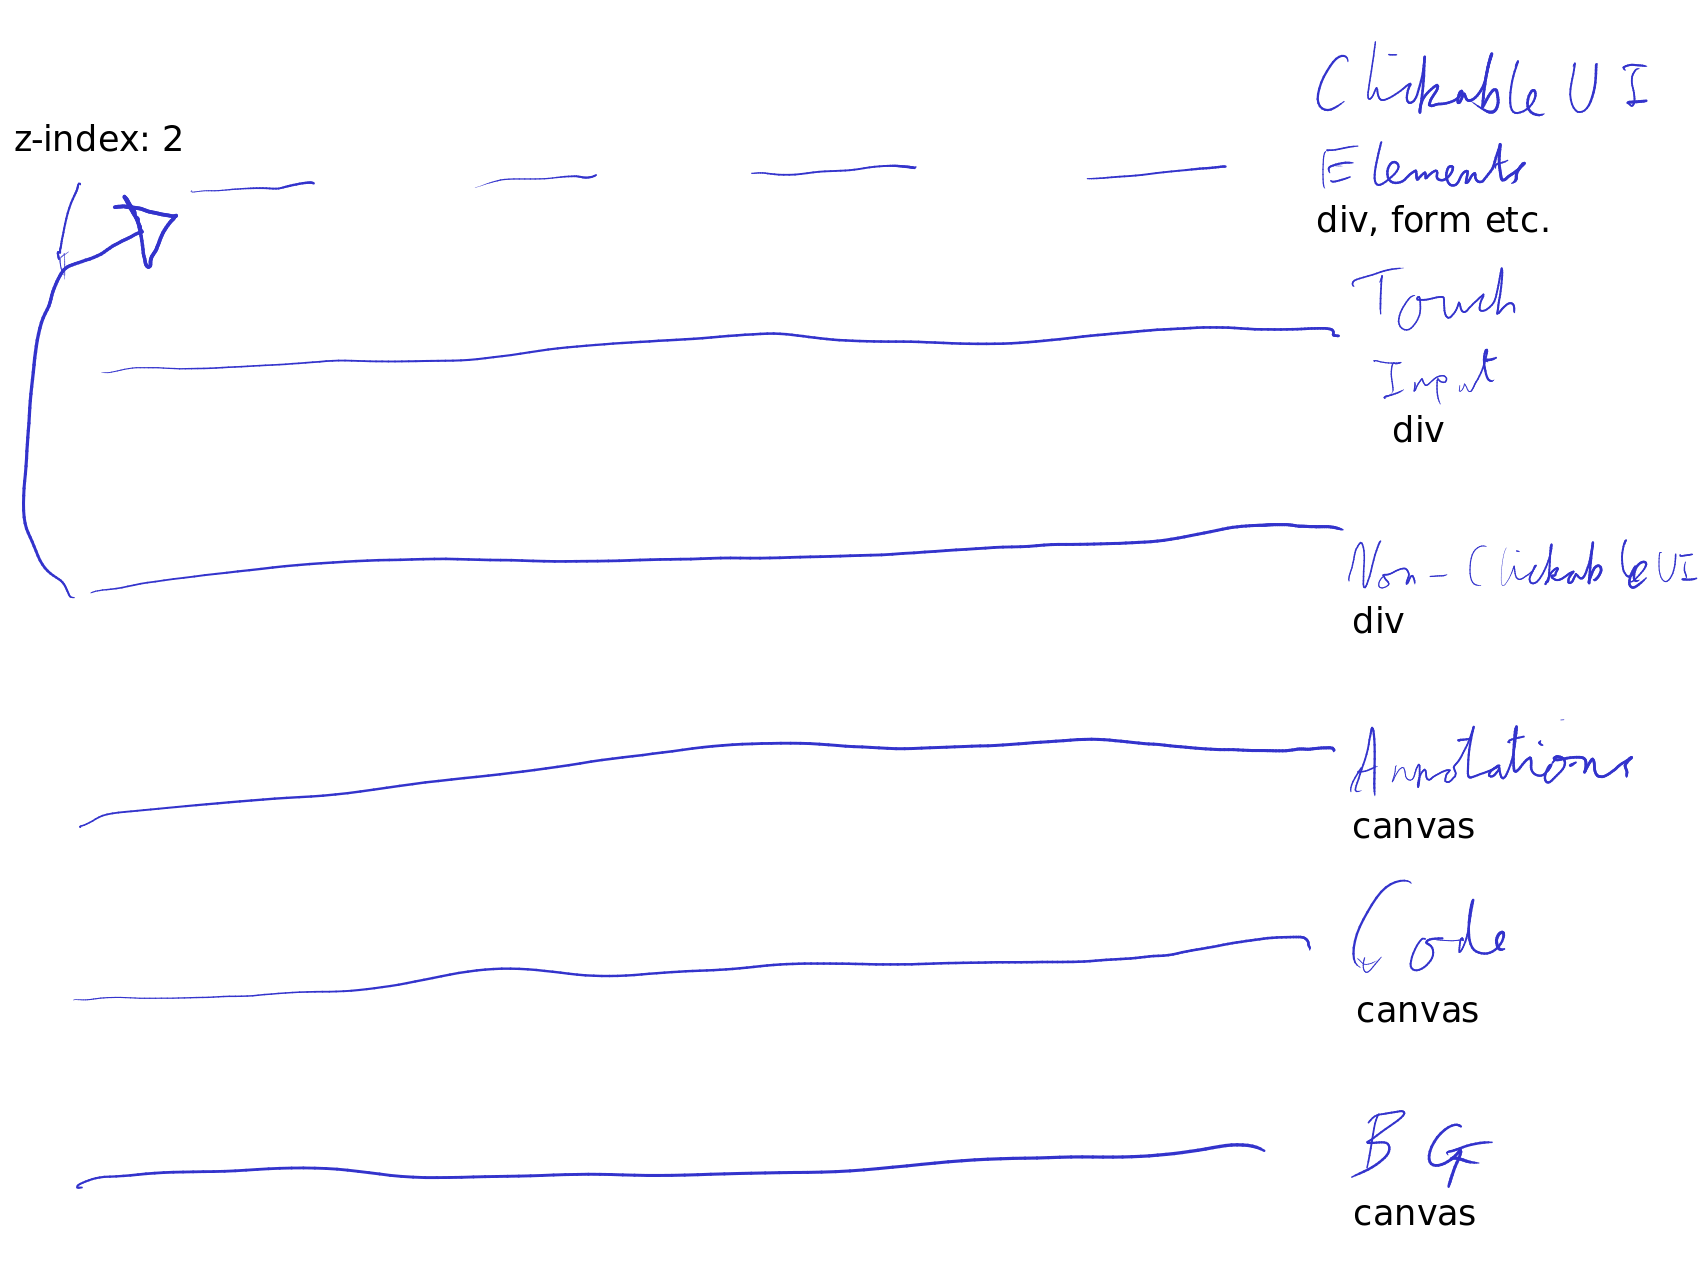 Clickable UI
z-index: 2
Elements
div, form etc.
Touch
Input
div
Non-Clickable UI
div
Annotations
canvas
Code
canvas
BG
canvas